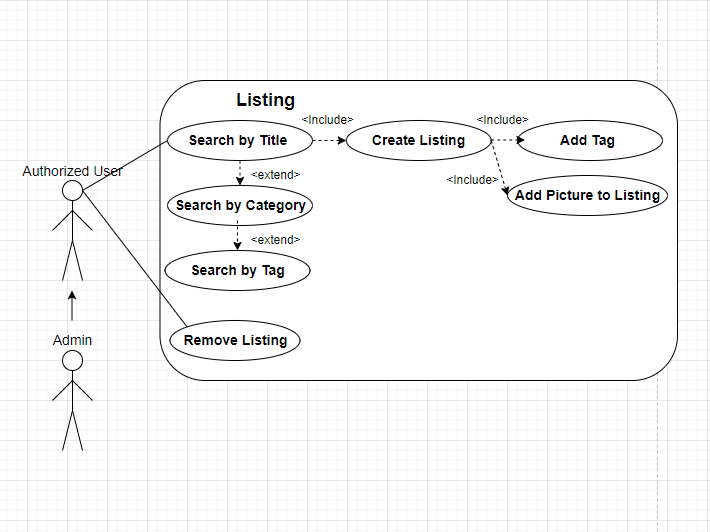 Listing
<Include>
<Include>
Search by Title
Create Listing
Add Tag
Authorized User
<extend>
<Include>
Search by Category
Add Picture to Listing
<extend>
Search by Tag
Admin
Remove Listing